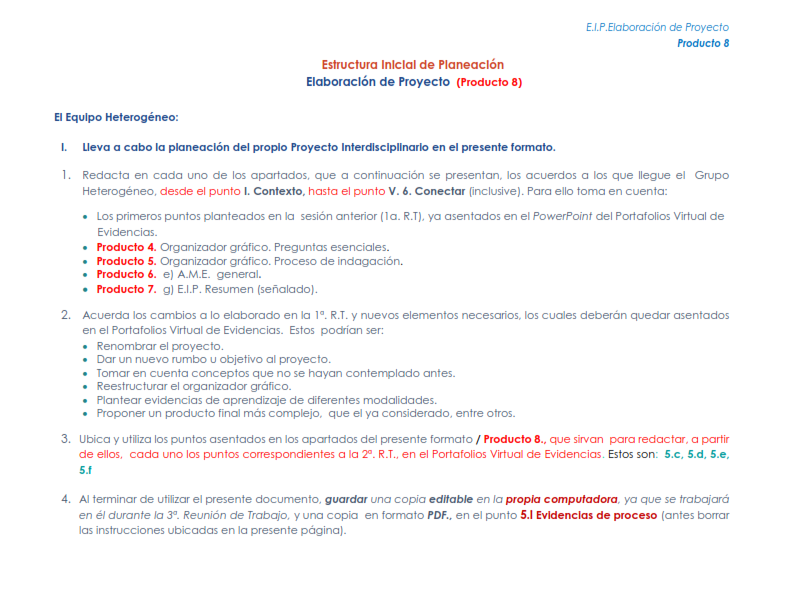 E.I.P.Elaboración de Proyecto
Producto 8
Estructura Inicial de Planeación
Elaboración de Proyecto (Producto 8)
El Equipo Heterogéneo:
I. Lleva a cabo la planeación del propio Proyecto Interdisciplinario en el presente formato.
1. Redacta en cada uno de los apartados, que a continuación se presentan, los acuerdos a los que llegue el Grupo
Heterogéneo, desde el punto I. Contexto, hasta el punto V. 6. Conectar (inclusive). Para ello toma en cuenta:
• Los primeros puntos planteados en la sesión anterior (1a. R.T), ya asentados en el PowerPoint del Portafolios Virtual de
Evidencias.
• Producto 4. Organizador gráfico. Preguntas esenciales.
• Producto 5. Organizador gráfico. Proceso de indagación.
• Producto 6. e) A.M.E. general.
• Producto 7. g) E.I.P. Resumen (señalado).
2. Acuerda los cambios a lo elaborado en la 1ª. R.T. y nuevos elementos necesarios, los cuales deberán quedar asentados
en el Portafolios Virtual de Evidencias. Estos podrían ser:
• Renombrar el proyecto.
• Dar un nuevo rumbo u objetivo al proyecto.
• Tomar en cuenta conceptos que no se hayan contemplado antes.
• Reestructurar el organizador gráfico.
• Plantear evidencias de aprendizaje de diferentes modalidades.
• Proponer un producto final más complejo, que el ya considerado, entre otros.
3. Ubica y utiliza los puntos asentados en los apartados del presente formato / Producto 8., que sirvan para redactar, a partir
de ellos, cada uno los puntos correspondientes a la 2ª. R.T., en el Portafolios Virtual de Evidencias. Estos son: 5.c, 5.d, 5.e,
5.f
4. Al terminar de utilizar el presente documento, guardar una copia editable en la propia computadora, ya que se trabajará
en él durante la 3ª. Reunión de Trabajo, y una copia en formato PDF., en el punto 5.I Evidencias de proceso (antes borrar
las instrucciones ubicadas en la presente página).